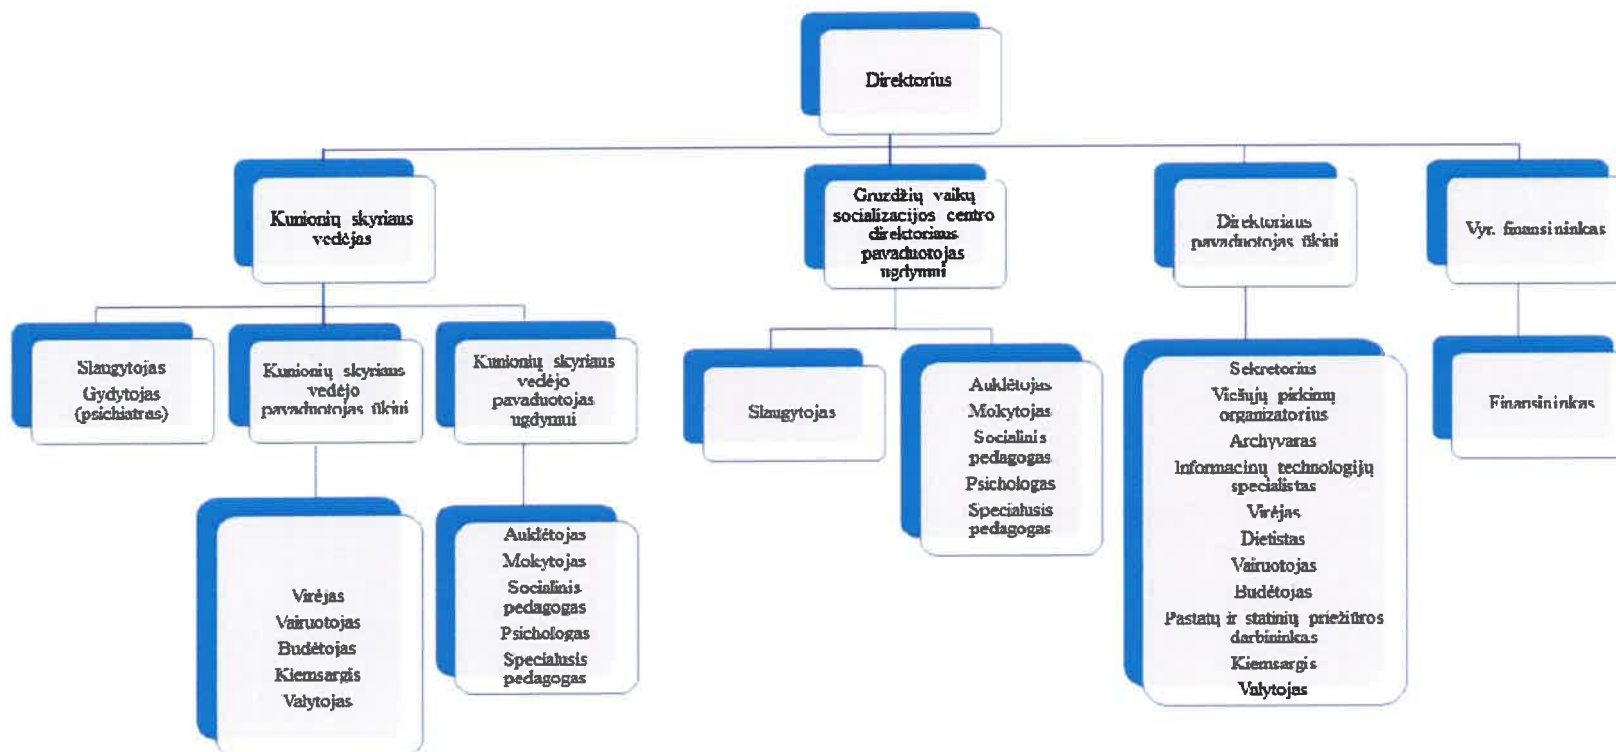 Direktorius
Kunionių skyriaus
vedėjas
Gruzdžių vaikų
socializacijos centro
direktoriaus
pavaduotojas
ugdymui
Direktoriaus
pavaduotojas ūkiui
Vyr. finansininkas
Slaugytojas
Gydytojas
(psichiatras)
Kunionių skyriaus
vedėjo
pavaduotojas ūkiui
Kunionių skyriaus
vedėjo
pavaduotojas
ugdymui
Slaugytojas
Auklėtojas
Mokytojas
Socialinis
pedagogas
Psichologas
Specialusis
pedagogas
Sekretorius
Viešųjų pirkimų
organizatorius
Archyvaras
Informacinų technologijų
specialistas
Virėjas
Dietistas
Vairuotojas
Budėtojas
Pastatų ir statinių priežiūros
darbininkas
Kiemsargis
Valytojas
Finansininkas
Virėjas
Vairuotojas
Budėtojas
Kiemsargis
Valytojas
Auklėtojas
Mokytojas
Socialinis
pedagogas
Psichologas
Specialusis
pedagogas